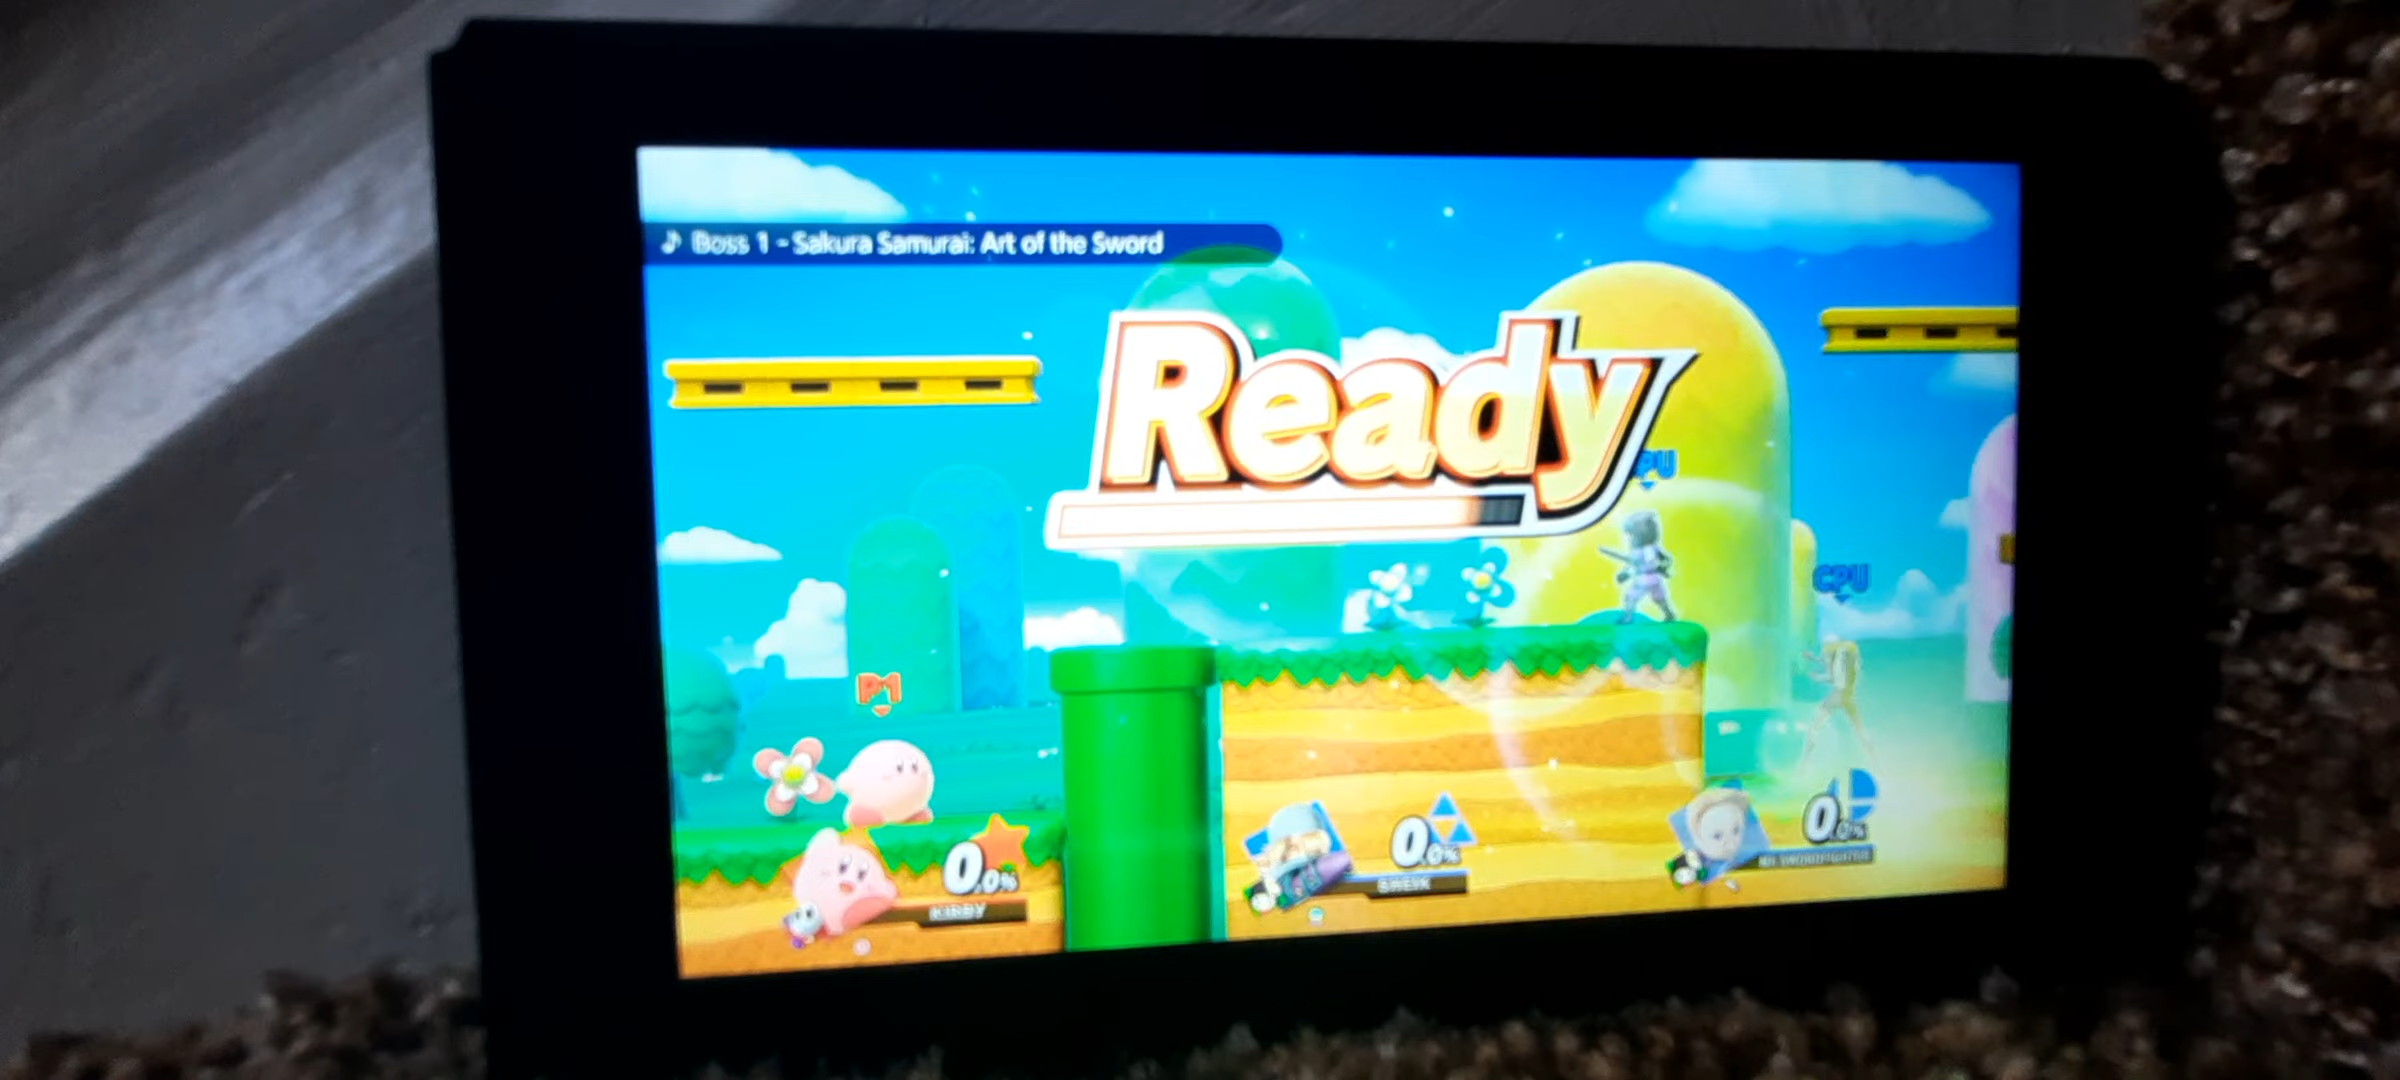 ♪ Boss 1 - Sakura Samurai: Art of the Sword
Ready
CPU
P1
0.0%
KIRBY
0.0%
SHEIK
0.0%